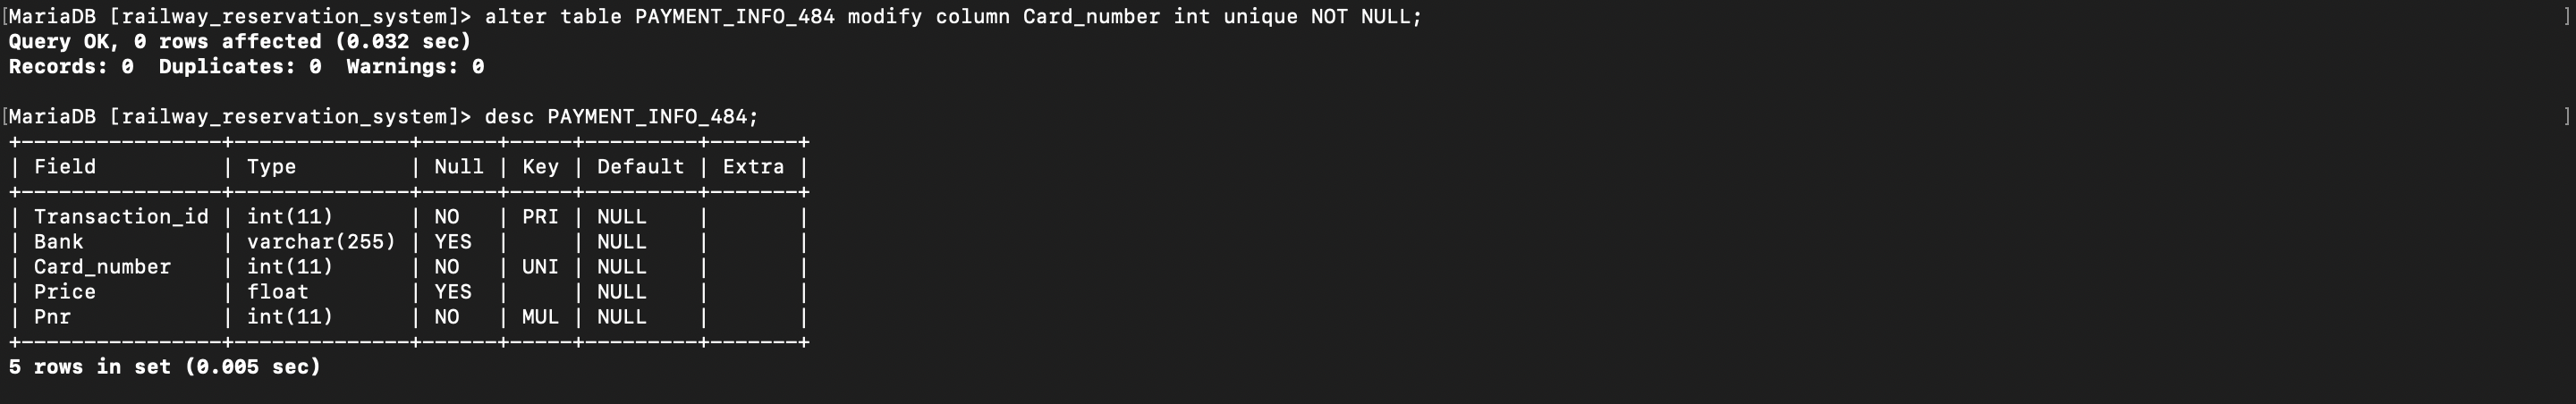 [MariaDB [railway_reservation_system]> alter table PAYMENT_INFO_484 modify column Card_number int unique NOT NULL; ]
Query OK, 0 rows affected (0.032 sec)
Records: 0  Duplicates: 0  Warnings: 0

[MariaDB [railway_reservation_system]> desc PAYMENT_INFO_484; ]
+----------------+--------------+------+-----+---------+-------+
| Field          | Type         | Null | Key | Default | Extra |
+----------------+--------------+------+-----+---------+-------+
| Transaction_id | int(11)      | NO   | PRI | NULL    |       |
| Bank           | varchar(255) | YES  |     | NULL    |       |
| Card_number    | int(11)      | NO   | UNI | NULL    |       |
| Price          | float        | YES  |     | NULL    |       |
| Pnr            | int(11)      | NO   | MUL | NULL    |       |
+----------------+--------------+------+-----+---------+-------+
5 rows in set (0.005 sec)